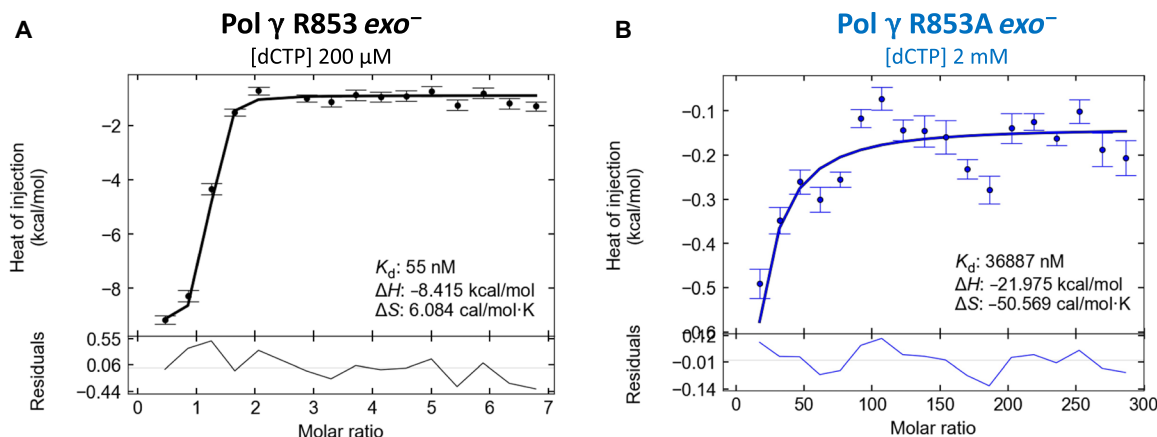 A
Pol γ R853 exo⁻
[dCTP] 200 μM
Heat of injection
(kcal/mol)
−2
−4
−6
−8
Kd: 55 nM
ΔH: −8.415 kcal/mol
ΔS: 6.084 cal/mol·K
Residuals
0.55
0.06
−0.44
0 1 2 3 4 5 6 7
Molar ratio
B
Pol γ R853A exo⁻
[dCTP] 2 mM
Heat of injection
(kcal/mol)
−0.1
−0.2
−0.3
−0.4
−0.5
−0.6
Kd: 36887 nM
ΔH: −21.975 kcal/mol
ΔS: −50.569 cal/mol·K
Residuals
0.12
−0.01
−0.14
0 50 100 150 200 250 300
Molar ratio